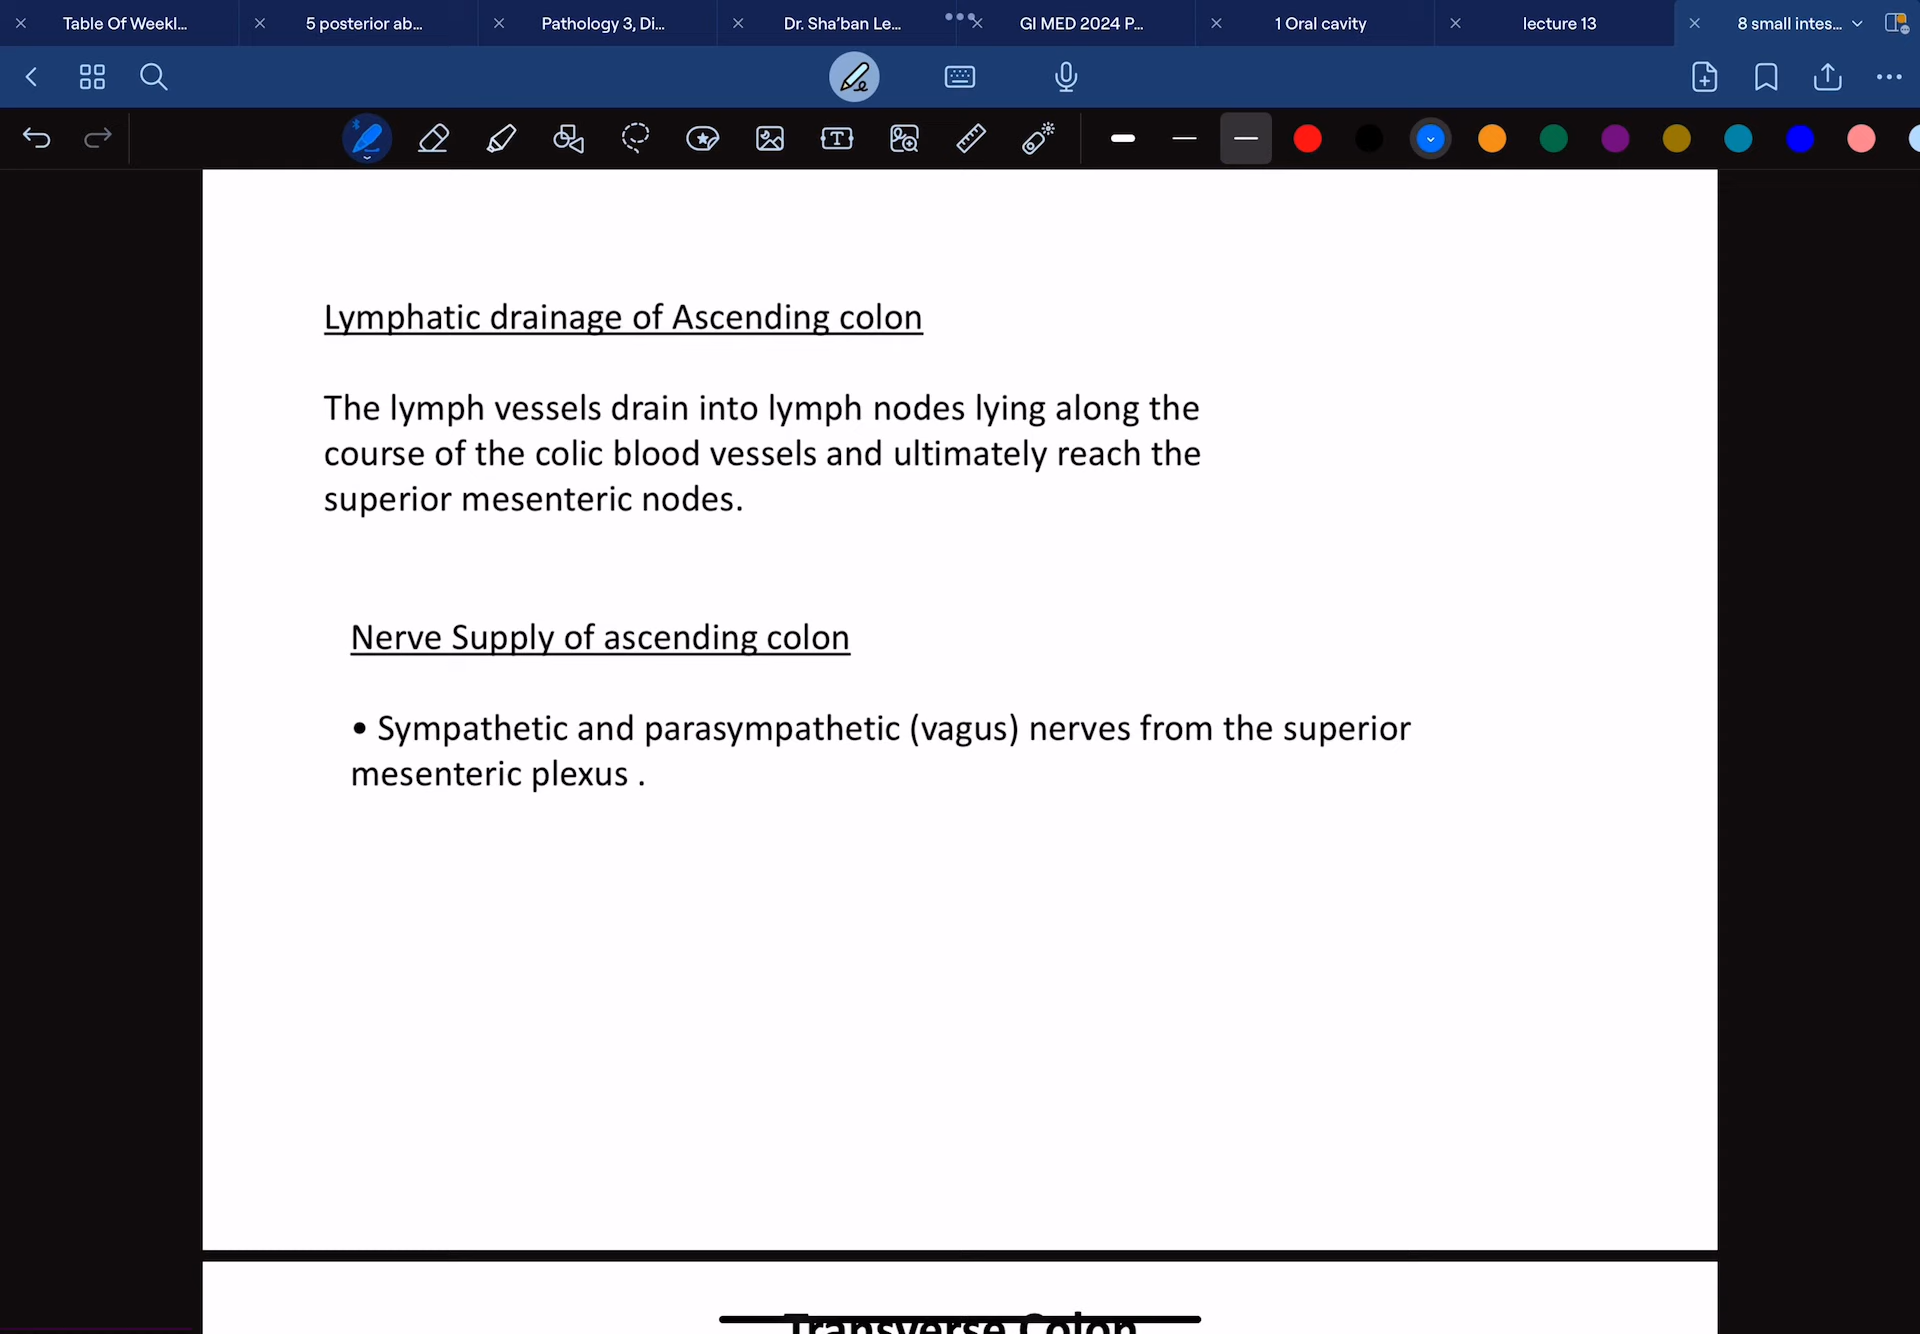 Table Of Weekl...
5 posterior ab...
Pathology 3, Di...
Dr. Sha'ban Le...
GI MED 2024 P...
1 Oral cavity
lecture 13
8 small intes...
Lymphatic drainage of Ascending colon
The lymph vessels drain into lymph nodes lying along the
course of the colic blood vessels and ultimately reach the
superior mesenteric nodes.
Nerve Supply of ascending colon
• Sympathetic and parasympathetic (vagus) nerves from the superior
mesenteric plexus .
Transverse Colon